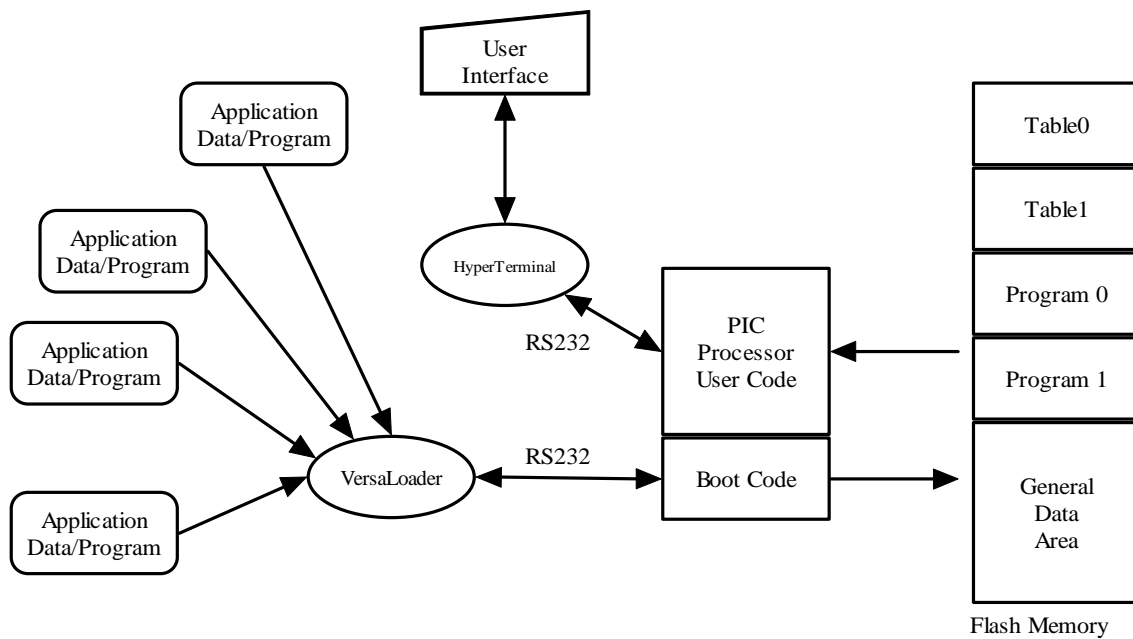 User
Interface
Application
Data/Program
Table0
Table1
Application
Data/Program
HyperTerminal
Program 0
PIC
Processor
User Code
RS232
Application
Data/Program
Program 1
RS232
VersaLoader
Boot Code
General
Data
Area
Application
Data/Program
Flash Memory